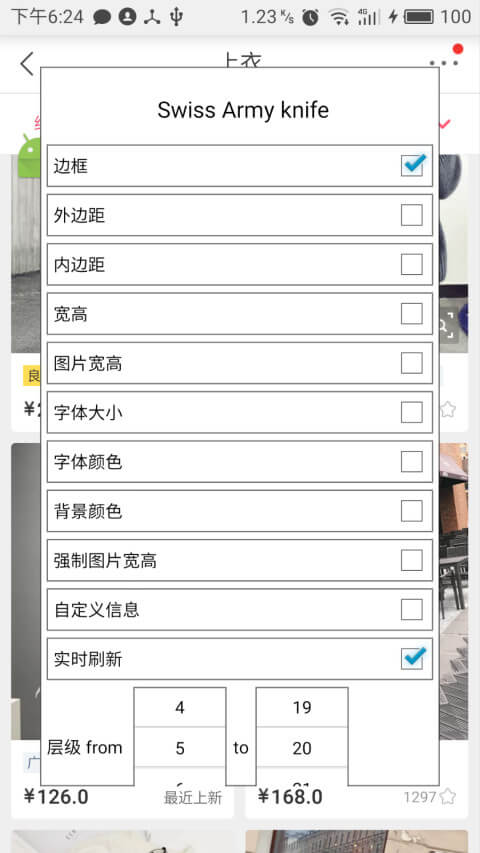 下午6:24 1.23 K/s 4G 100
上衣
Swiss Army knife
边框
外边距
内边距
宽高
图片宽高
良
¥
字体大小
字体颜色
背景颜色
强制图片宽高
自定义信息
实时刷新
4 19
层级 from 5 to 20
广
¥126.0 最近上新 ¥168.0 1297